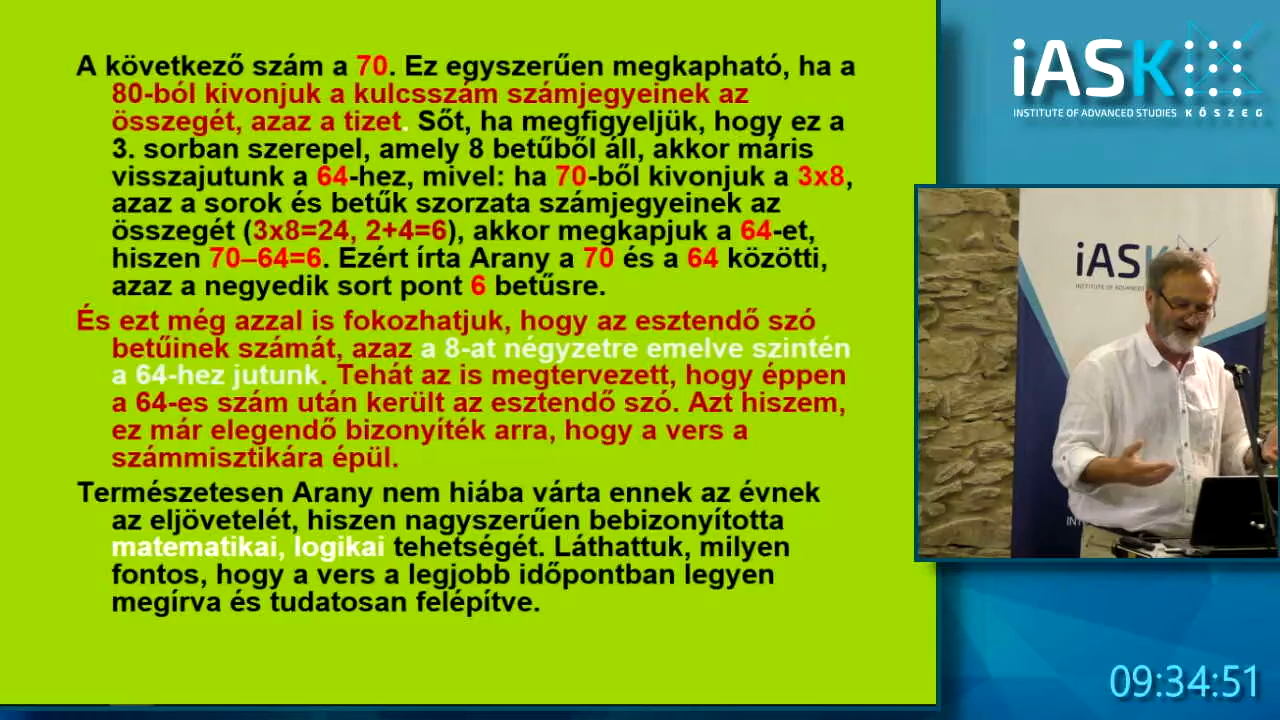 A következő szám a 70. Ez egyszerűen megkapható, ha a
80-ból kivonjuk a kulcsszám számjegyeinek az
összegét, azaz a tizet. Sőt, ha megfigyeljük, hogy ez a
3. sorban szerepel, amely 8 betűből áll, akkor máris
visszajutunk a 64-hez, mivel: ha 70-ből kivonjuk a 3x8,
azaz a sorok és betűk szorzata számjegyeinek az
összegét (3x8=24, 2+4=6), akkor megkapjuk a 64-et,
hiszen 70–64=6. Ezért írta Arany a 70 és a 64 közötti,
azaz a negyedik sort pont 6 betűsre.
És ezt még azzal is fokozhatjuk, hogy az esztendő szó
betűinek számát, azaz a 8-at négyzetre emelve szintén
a 64-hez jutunk. Tehát az is megtervezett, hogy éppen
a 64-es szám után került az esztendő szó. Azt hiszem,
ez már elegendő bizonyíték arra, hogy a vers a
számmisztikára épül.
Természetesen Arany nem hiába várta ennek az évnek
az eljövetelét, hiszen nagyszerűen bebizonyította
matematikai, logikai tehetségét. Láthattuk, milyen
fontos, hogy a vers a legjobb időpontban legyen
megírva és tudatosan felépítve.
iASK
INSTITUTE OF ADVANCED STUDIES KŐSZEG
iASK
INSTITUTE OF ADVANCED
09:34:51